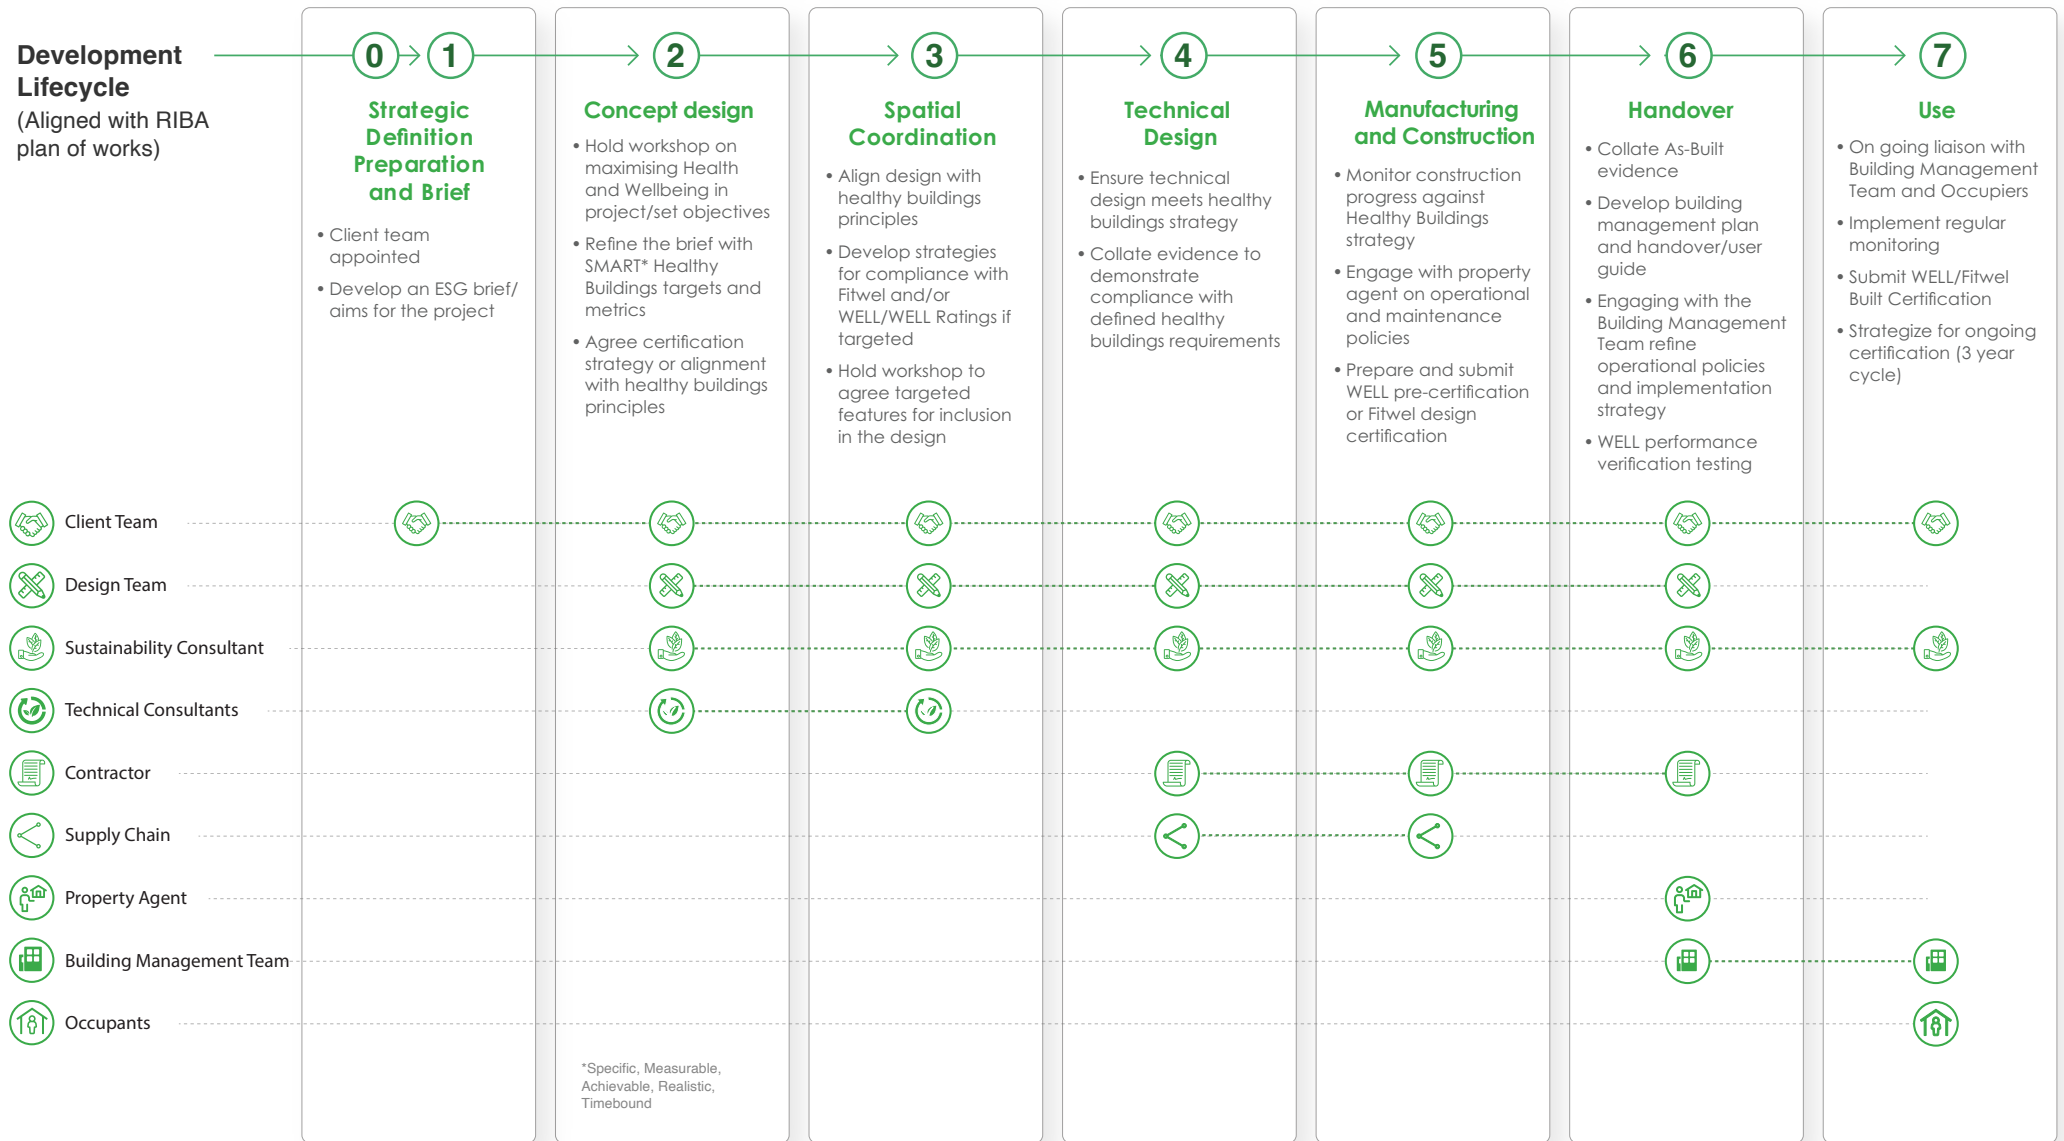 Development
Lifecycle
(Aligned with RIBA
plan of works)
0
1
Strategic
Definition
Preparation
and Brief
• Client team
appointed
• Develop an ESG brief/
aims for the project
2
Concept design
• Hold workshop on
maximising Health
and Wellbeing in
project/set objectives
• Refine the brief with
SMART* Healthy
Buildings targets and
metrics
• Agree certification
strategy or alignment
with healthy buildings
principles
3
Spatial
Coordination
• Align design with
healthy buildings
principles
• Develop strategies
for compliance with
Fitwel and/or
WELL/WELL Ratings if
targeted
• Hold workshop to
agree targeted
features for inclusion
in the design
4
Technical
Design
• Ensure technical
design meets healthy
buildings strategy
• Collate evidence to
demonstrate
compliance with
defined healthy
buildings requirements
5
Manufacturing
and Construction
• Monitor construction
progress against
Healthy Buildings
strategy
• Engage with property
agent on operational
and maintenance
policies
• Prepare and submit
WELL pre-certification
or Fitwel design
certification
6
Handover
• Collate As-Built
evidence
• Develop building
management plan
and handover/user
guide
• Engaging with the
Building Management
Team refine
operational policies
and implementation
strategy
• WELL performance
verification testing
7
Use
• On going liaison with
Building Management
Team and Occupiers
• Implement regular
monitoring
• Submit WELL/Fitwel
Built Certification
• Strategize for ongoing
certification (3 year
cycle)
Client Team
Design Team
Sustainability Consultant
Technical Consultants
Contractor
Supply Chain
Property Agent
Building Management Team
Occupants
*Specific, Measurable,
Achievable, Realistic,
Timebound